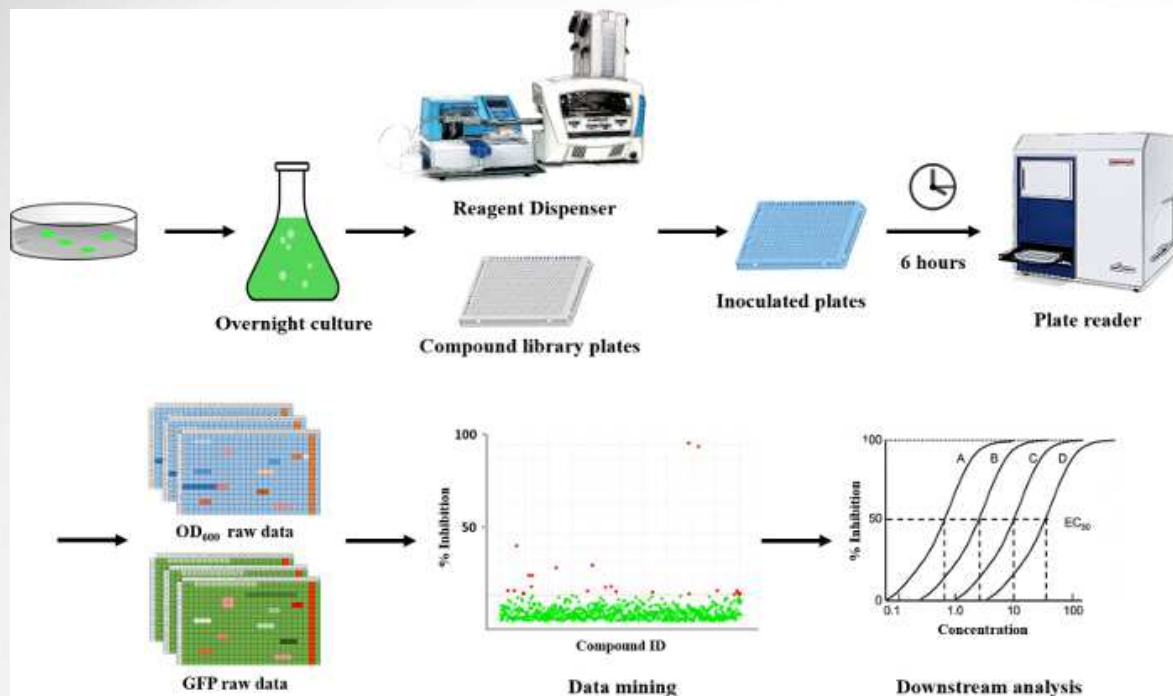 Reagent Dispenser
6 hours
Overnight culture
Compound library plates
Inoculated plates
Plate reader
OD₆₀₀ raw data
GFP raw data
% Inhibition
100
50
Compound ID
Data mining
% Inhibition
100
50
0
A
B
C
D
EC₅₀
0.1
1.0
10
100
Concentration
Downstream analysis